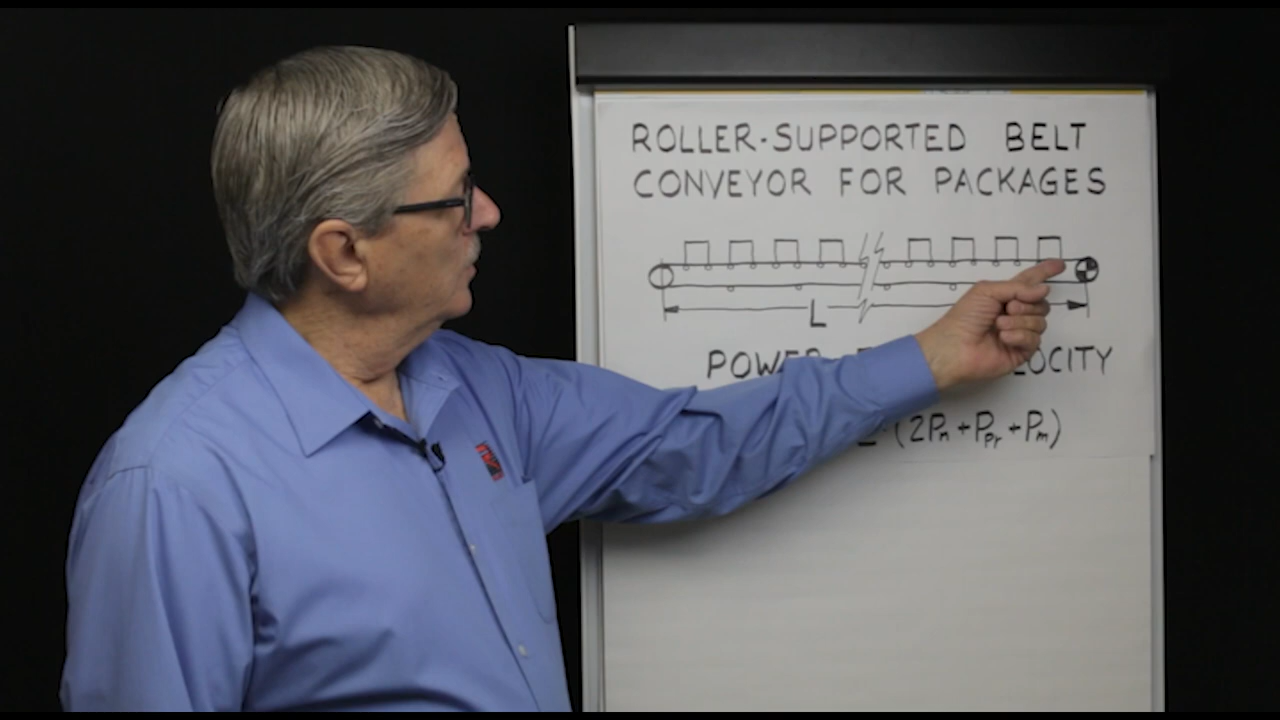 ROLLER-SUPPORTED BELT
CONVEYOR FOR PACKAGES
L
(2Pn+Ppr+Pm)